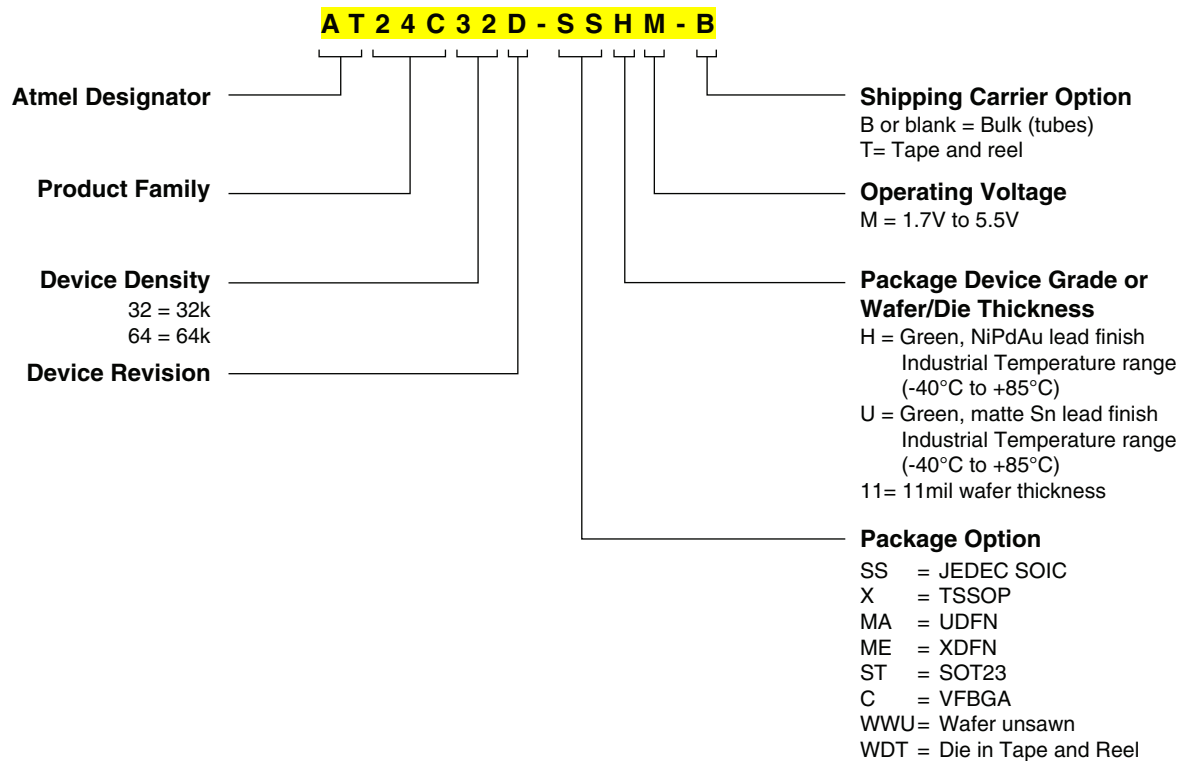 A T 2 4 C 3 2 D - S S H M - B
Atmel Designator
Product Family
Device Density
32 = 32k
64 = 64k
Device Revision
Shipping Carrier Option
B or blank = Bulk (tubes)
T= Tape and reel
Operating Voltage
M = 1.7V to 5.5V
Package Device Grade or
Wafer/Die Thickness
H = Green, NiPdAu lead finish
Industrial Temperature range
(-40°C to +85°C)
U = Green, matte Sn lead finish
Industrial Temperature range
(-40°C to +85°C)
11= 11mil wafer thickness
Package Option
SS = JEDEC SOIC
X = TSSOP
MA = UDFN
ME = XDFN
ST = SOT23
C = VFBGA
WWU= Wafer unsawn
WDT = Die in Tape and Reel